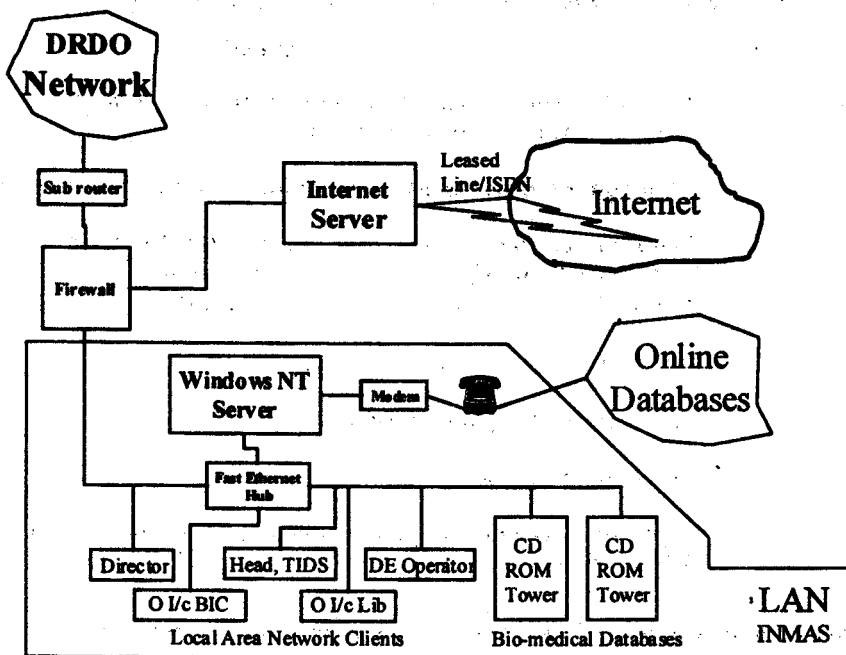 DRDO
Network
Sub router
Internet
Server
Leased
Line/ISDN
Internet
Firewall
Windows NT
Server
Modem
Online
Databases
Fast Ethernet
Hub
Director
Head, TIDS
DE Operator
CD
ROM
Tower
CD
ROM
Tower
O I/c BIC
O I/c Lib
Local Area Network Clients
Bio-medical Databases
LAN
INMAS